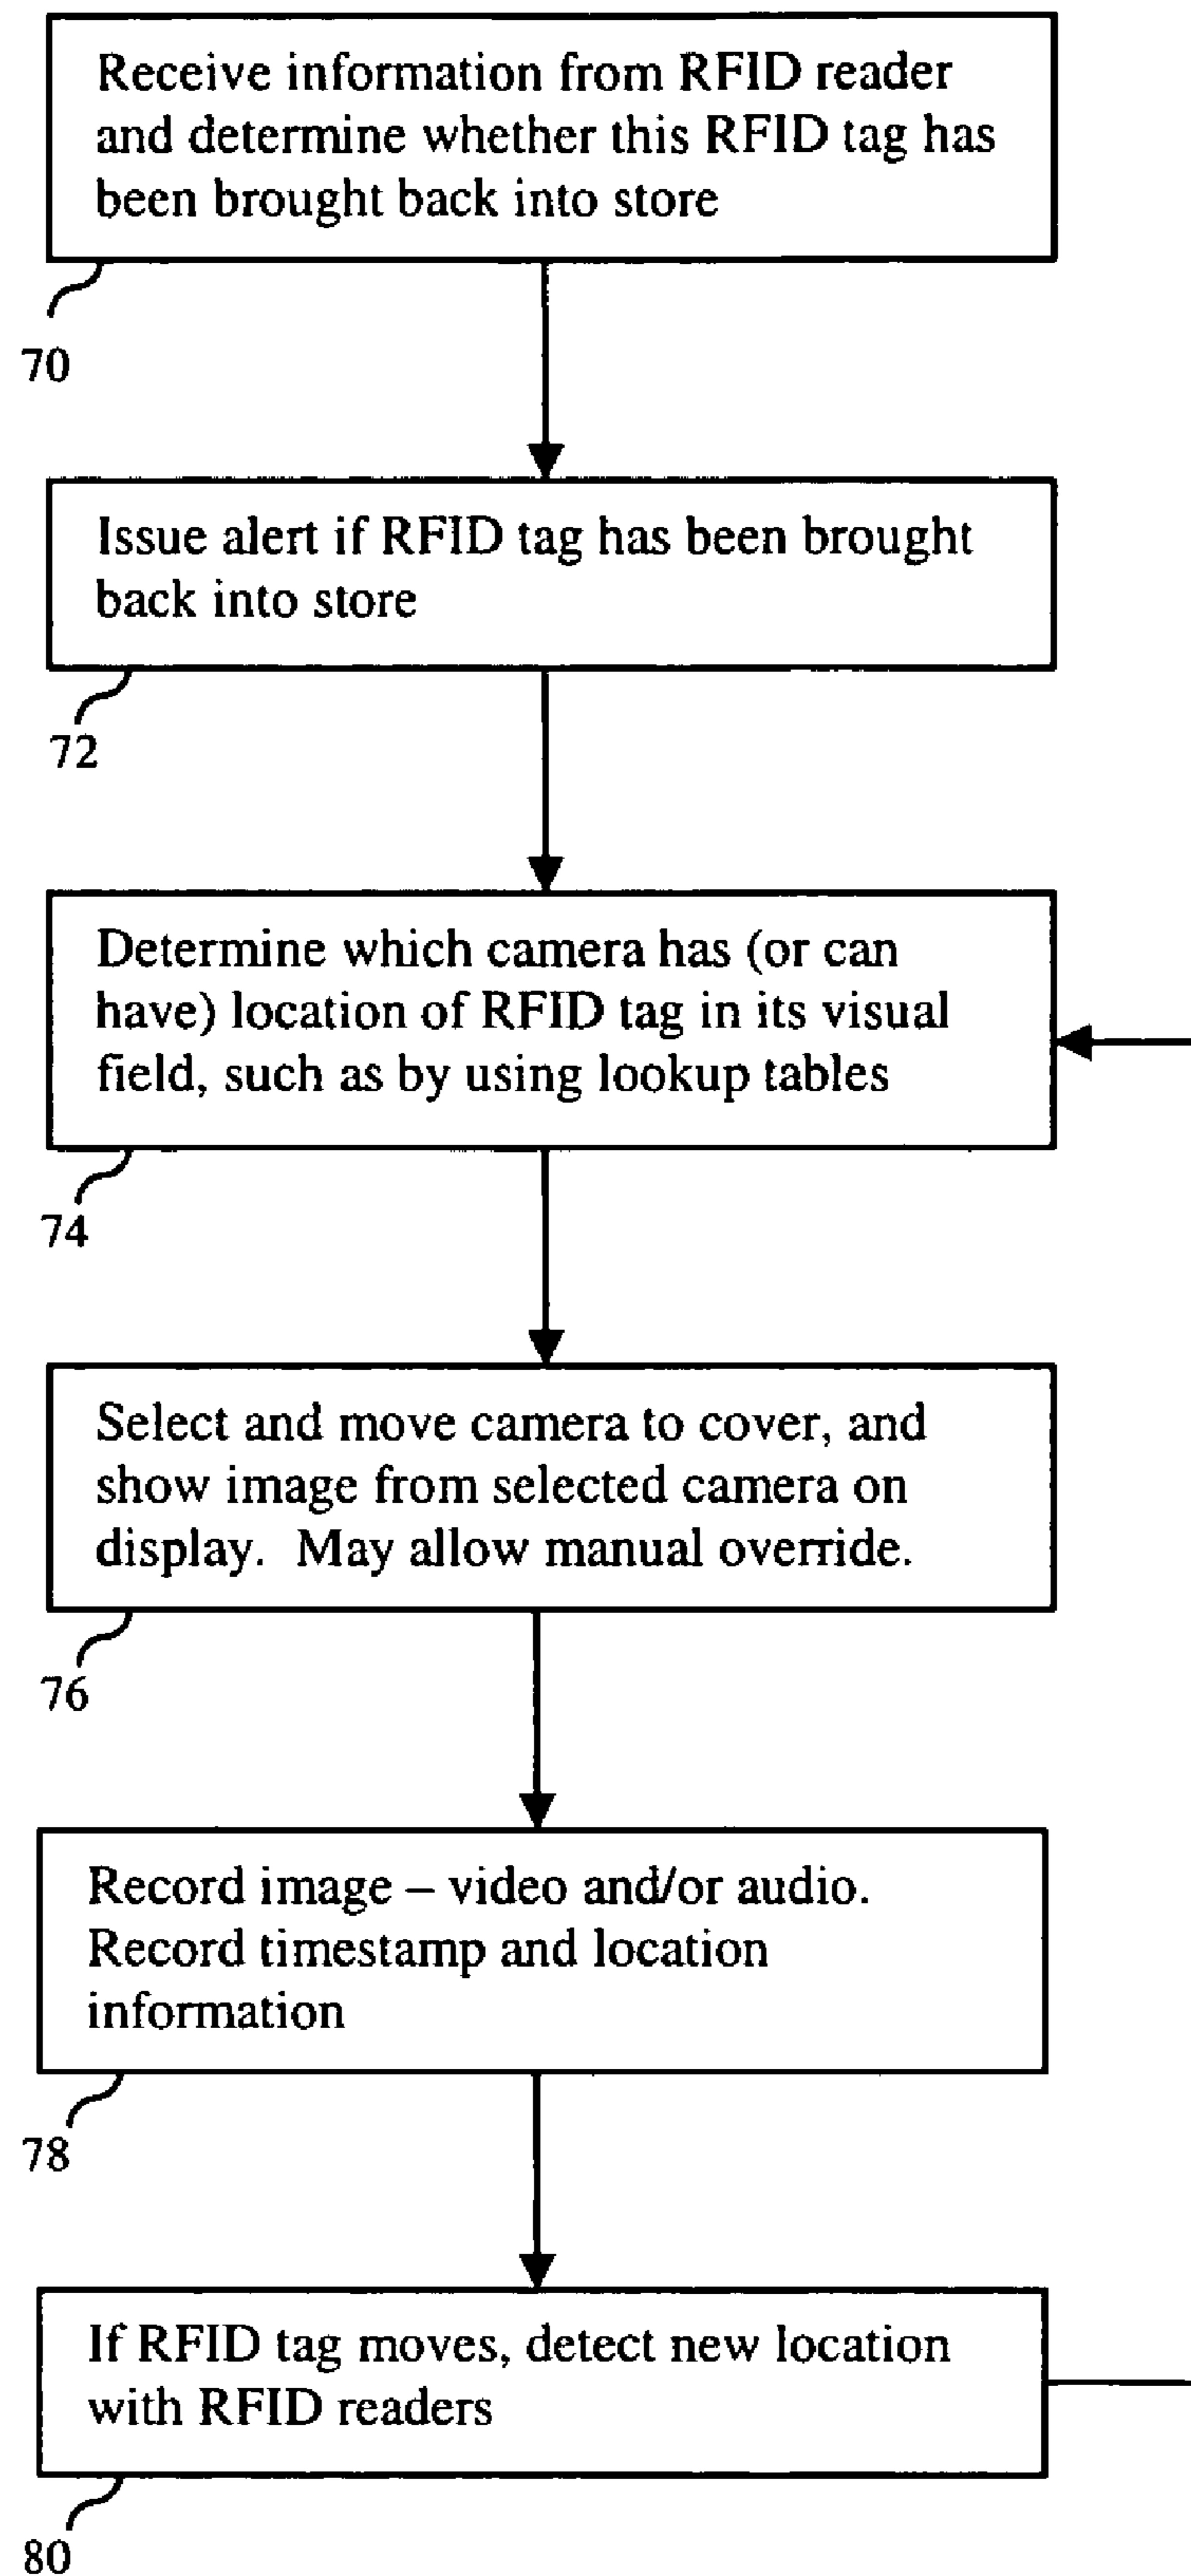 Receive information from RFID reader
and determine whether this RFID tag has
been brought back into store
70
Issue alert if RFID tag has been brought
back into store
72
Determine which camera has (or can
have) location of RFID tag in its visual
field, such as by using lookup tables
74
Select and move camera to cover, and
show image from selected camera on
display.  May allow manual override.
76
Record image – video and/or audio.
Record timestamp and location
information
78
If RFID tag moves, detect new location
with RFID readers
80